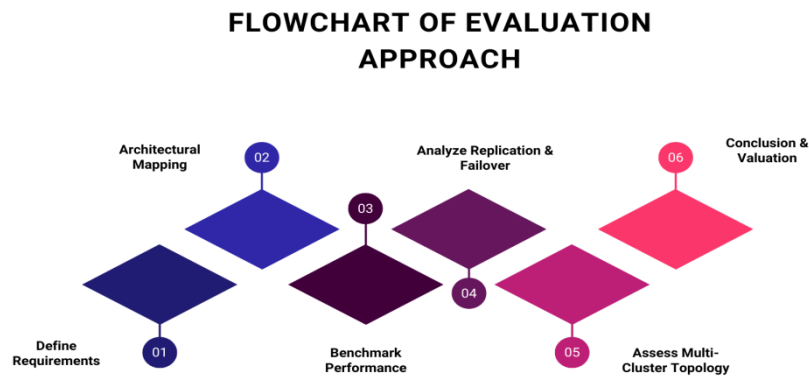 FLOWCHART OF EVALUATION
APPROACH
Define
Requirements
01
Architectural
Mapping
02
03
Benchmark
Performance
Analyze Replication &
Failover
04
05
Assess Multi-
Cluster Topology
06
Conclusion &
Valuation